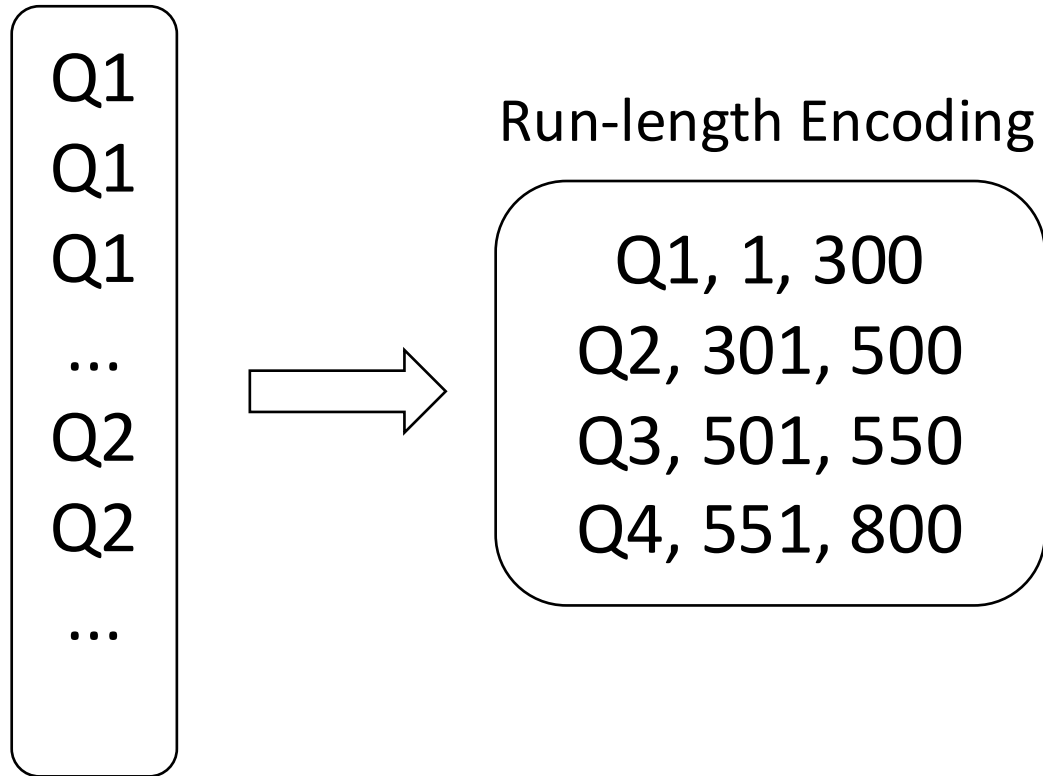 Q1
Q1
Q1
...
Q2
Q2
...
Run-length Encoding
Q1, 1, 300
Q2, 301, 500
Q3, 501, 550
Q4, 551, 800